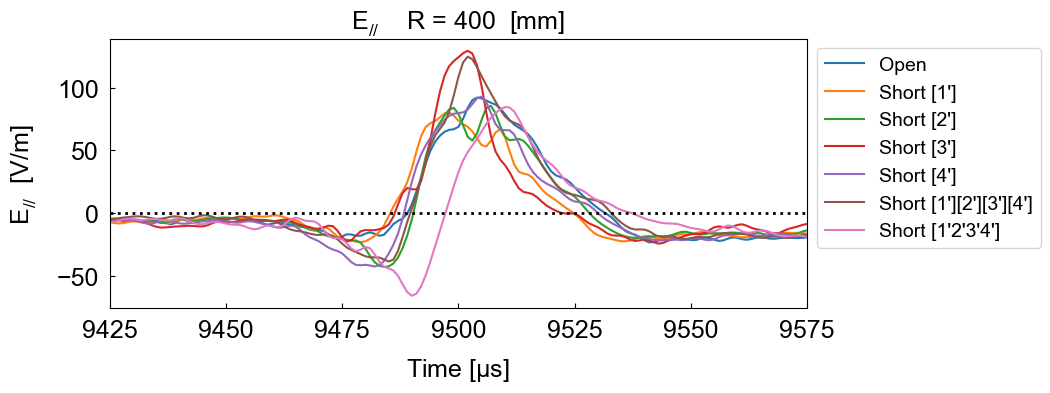 E// R = 400 [mm]
E// [V/m]
100
50
0
−50
9425 9450 9475 9500 9525 9550 9575
Time [μs]
Open
Short [1']
Short [2']
Short [3']
Short [4']
Short [1'][2'][3'][4']
Short [1'2'3'4']